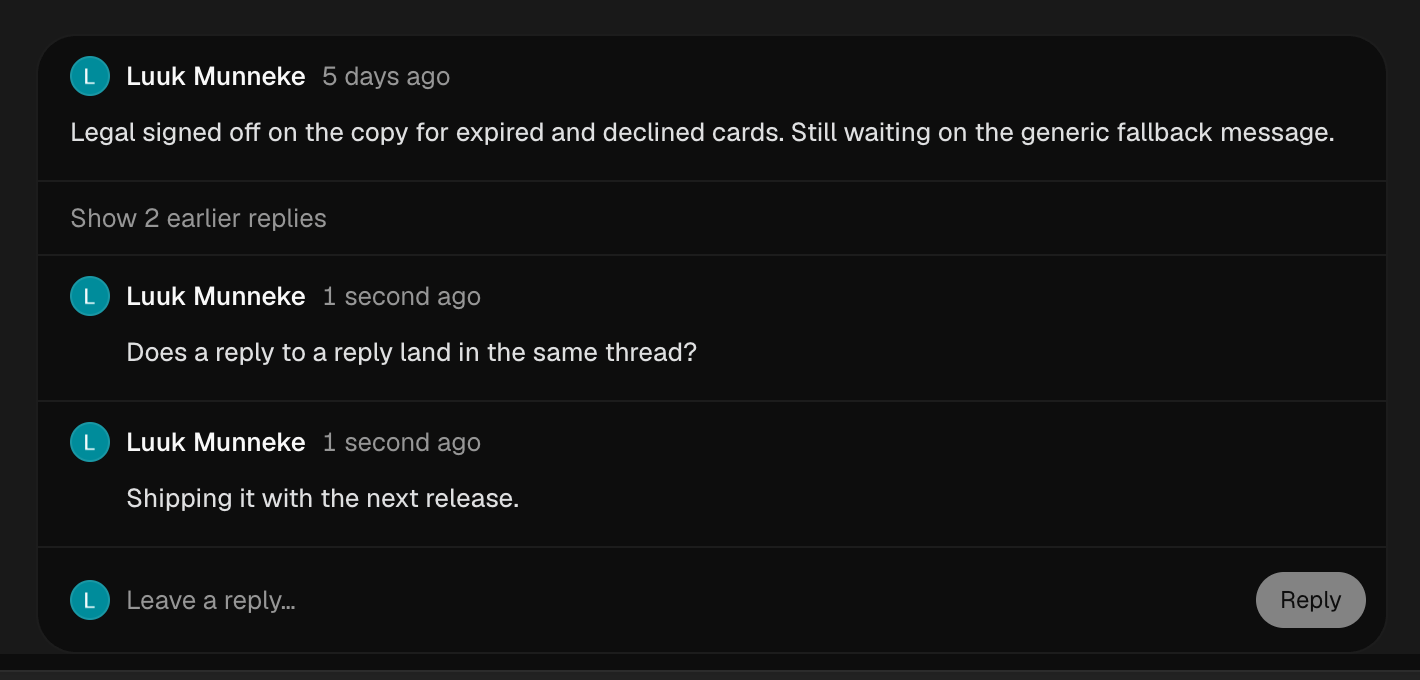 L Luuk Munneke 5 days ago
Legal signed off on the copy for expired and declined cards. Still waiting on the generic fallback message.
Show 2 earlier replies
L Luuk Munneke 1 second ago
Does a reply to a reply land in the same thread?
L Luuk Munneke 1 second ago
Shipping it with the next release.
L Leave a reply... Reply